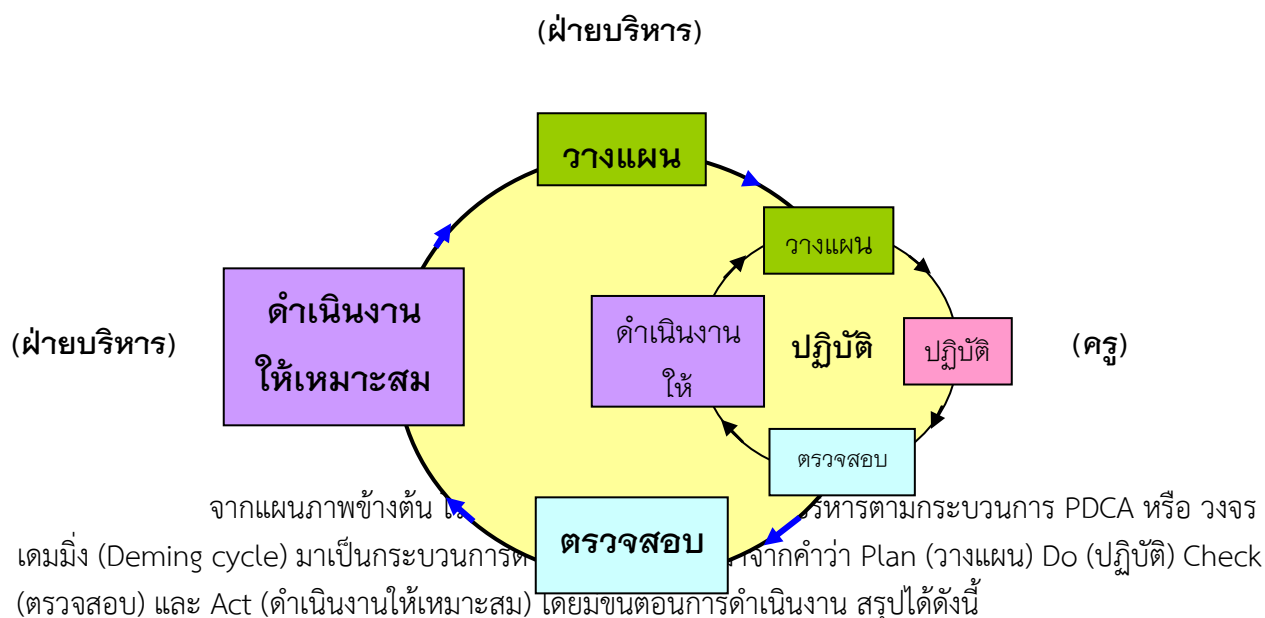 (ฝ่ายบริหาร)
วางแผน
วางแผน
ดำเนินงาน
ให้เหมาะสม
(ฝ่ายบริหาร)
ดำเนินงาน
ให้
ปฏิบัติ
ปฏิบัติ
(ครู)
ตรวจสอบ
ตรวจสอบ
จากแผนภาพข้างต้น บริหารตามกระบวนการ PDCA หรือ วงจร
เดมมิ่ง (Deming cycle) มาเป็นกระบวนการ จากคำว่า Plan (วางแผน) Do (ปฏิบัติ) Check
(ตรวจสอบ) และ Act (ดำเนินงานให้เหมาะสม) โดยมีขั้นตอนการดำเนินงาน สรุปได้ดังนี้